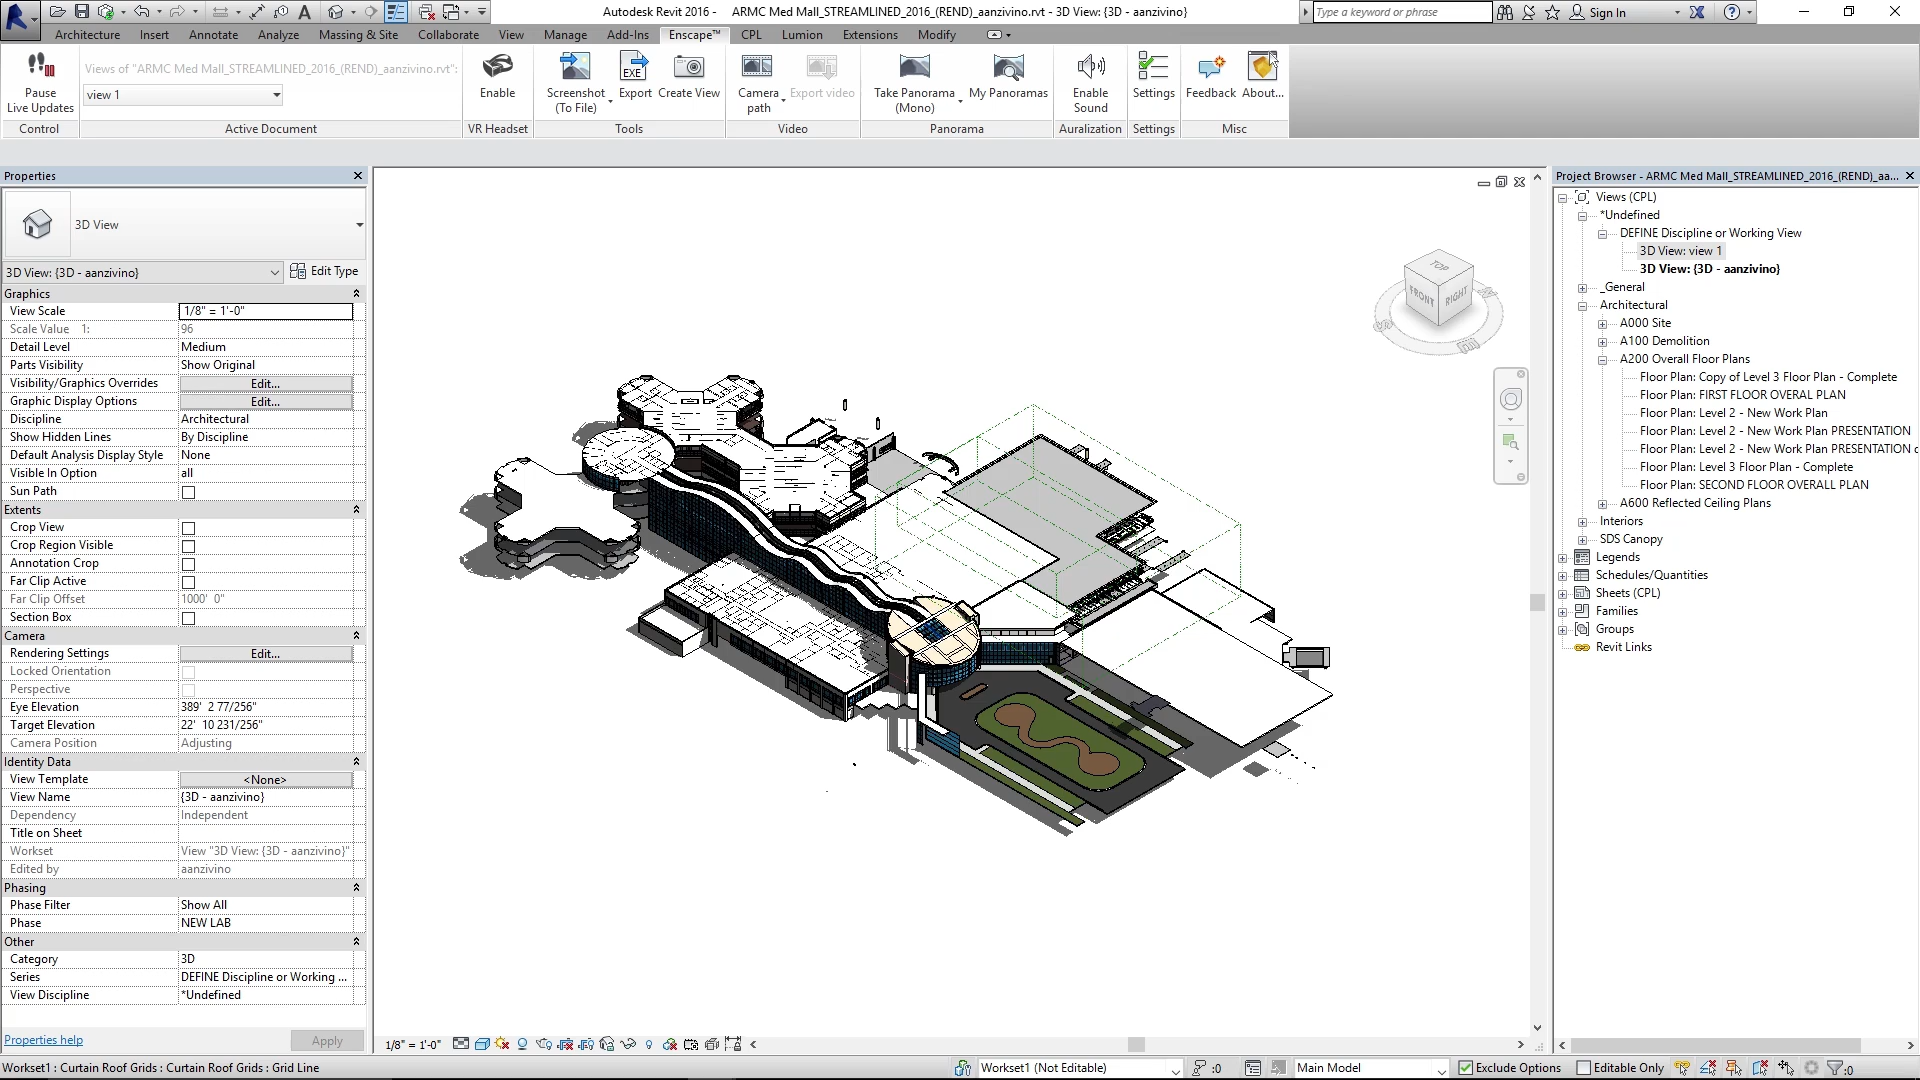 Autodesk Revit 2016 - ARMC Med Mall_STREAMLINED_2016_(REND)_aanzivino.rvt - 3D View: {3D - aanzivino}
Type a keyword or phrase
Sign In
Architecture Insert Annotate Analyze Massing & Site Collaborate View Manage Add-Ins Enscape™ CPL Lumion Extensions Modify
Pause
Live Updates
Control
Views of "ARMC Med Mall_STREAMLINED_2016_(REND)_aanzivino.rvt":
view 1
Active Document
Enable
VR Headset
Screenshot
(To File)
EXE
Export
Create View
Tools
Camera
path
Export video
Video
Take Panorama
(Mono)
My Panoramas
Panorama
Enable
Sound
Auralization
Settings
Settings
Feedback
About...
Misc
Properties
3D View
3D View: {3D - aanzivino}
Edit Type
Graphics
View Scale 1/8" = 1'-0"
Scale Value 1: 96
Detail Level Medium
Parts Visibility Show Original
Visibility/Graphics Overrides Edit...
Graphic Display Options Edit...
Discipline Architectural
Show Hidden Lines By Discipline
Default Analysis Display Style None
Visible In Option all
Sun Path
Extents
Crop View
Crop Region Visible
Annotation Crop
Far Clip Active
Far Clip Offset 1000' 0"
Section Box
Camera
Rendering Settings Edit...
Locked Orientation
Perspective
Eye Elevation 389' 2 77/256"
Target Elevation 22' 10 231/256"
Camera Position Adjusting
Identity Data
View Template <None>
View Name {3D - aanzivino}
Dependency Independent
Title on Sheet
Workset View "3D View: {3D - aanzivino}"
Edited by aanzivino
Phasing
Phase Filter Show All
Phase NEW LAB
Other
Category 3D
Series DEFINE Discipline or Working ...
View Discipline *Undefined
Properties help
Apply
TOP
FRONT
RIGHT
Project Browser - ARMC Med Mall_STREAMLINED_2016_(REND)_aa...
Views (CPL)
*Undefined
DEFINE Discipline or Working View
3D View: view 1
3D View: {3D - aanzivino}
_General
Architectural
A000 Site
A100 Demolition
A200 Overall Floor Plans
Floor Plan: Copy of Level 3 Floor Plan - Complete
Floor Plan: FIRST FLOOR OVERAL PLAN
Floor Plan: Level 2 - New Work Plan
Floor Plan: Level 2 - New Work Plan PRESENTATION
Floor Plan: Level 2 - New Work Plan PRESENTATION c
Floor Plan: Level 3 Floor Plan - Complete
Floor Plan: SECOND FLOOR OVERALL PLAN
A600 Reflected Ceiling Plans
Interiors
SDS Canopy
Legends
Schedules/Quantities
Sheets (CPL)
Families
Groups
Revit Links
1/8" = 1'-0"
Workset1 : Curtain Roof Grids : Curtain Roof Grids : Grid Line
Workset1 (Not Editable)
:0
Main Model
Exclude Options
Editable Only
:0